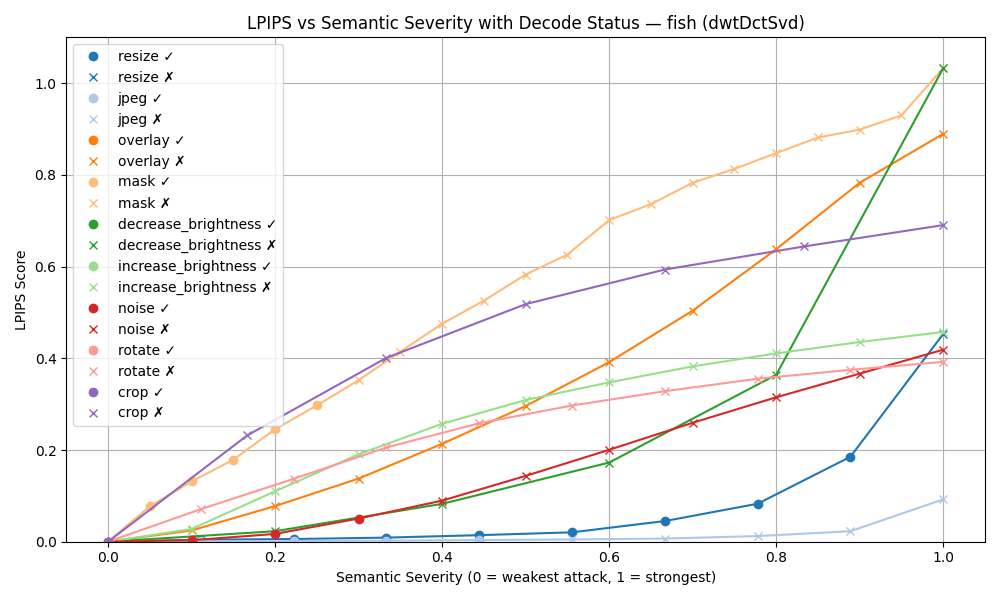 LPIPS vs Semantic Severity with Decode Status — fish (dwtDctSvd)
resize ✓
resize ✗
jpeg ✓
jpeg ✗
overlay ✓
overlay ✗
mask ✓
mask ✗
decrease_brightness ✓
decrease_brightness ✗
increase_brightness ✓
increase_brightness ✗
noise ✓
noise ✗
rotate ✓
rotate ✗
crop ✓
crop ✗
LPIPS Score
1.0
0.8
0.6
0.4
0.2
0.0
0.0 0.2 0.4 0.6 0.8 1.0
Semantic Severity (0 = weakest attack, 1 = strongest)